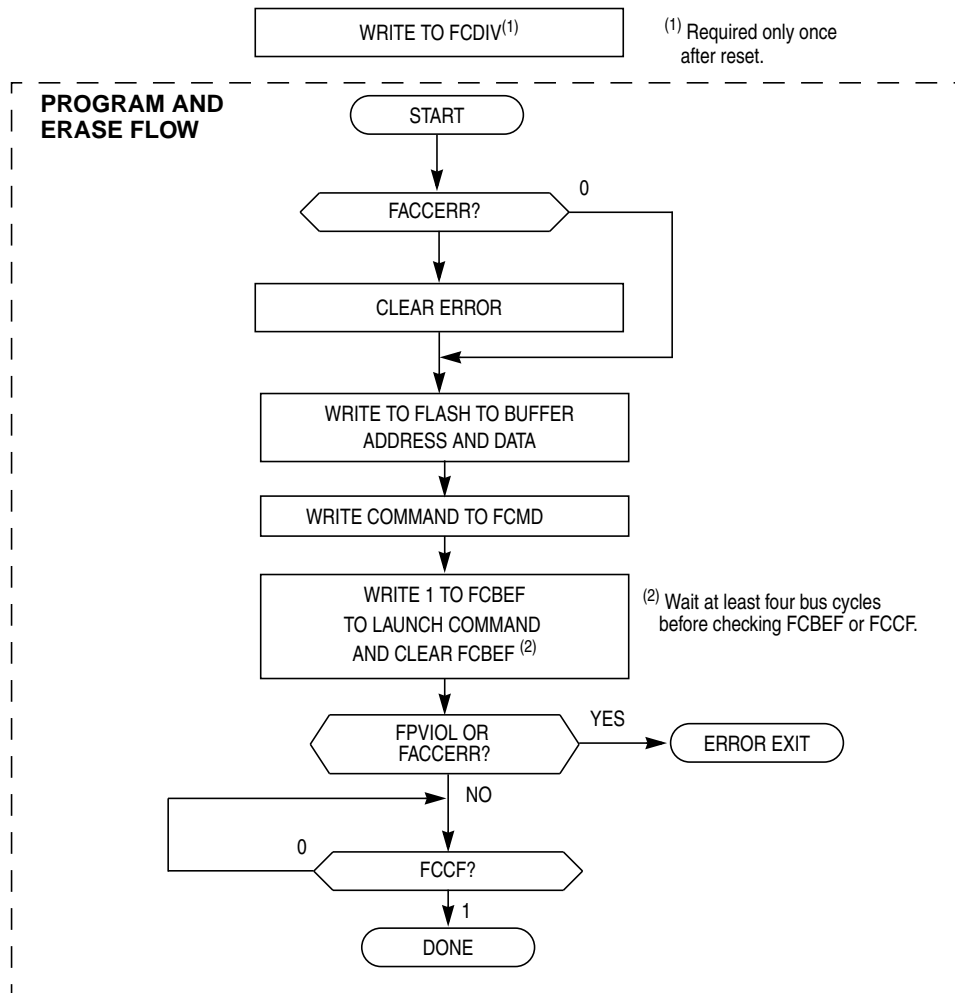 WRITE TO FCDIV(1)
(1) Required only once
after reset.
PROGRAM AND
ERASE FLOW
START
0
FACCERR?
CLEAR ERROR
WRITE TO FLASH TO BUFFER
ADDRESS AND DATA
WRITE COMMAND TO FCMD
WRITE 1 TO FCBEF
TO LAUNCH COMMAND
AND CLEAR FCBEF (2)
(2) Wait at least four bus cycles
before checking FCBEF or FCCF.
FPVIOL OR
FACCERR?
YES
ERROR EXIT
NO
0
FCCF?
1
DONE